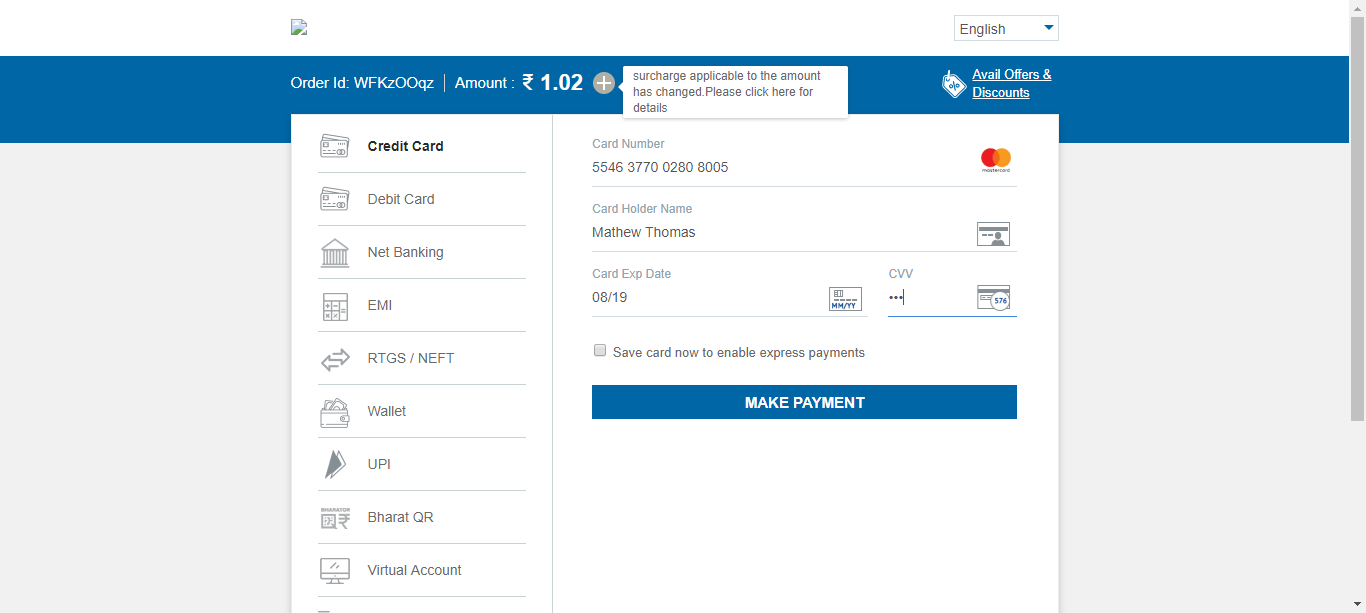 English
Order Id: WFKzOOqz
Amount : ₹ 1.02
surcharge applicable to the amount
has changed.Please click here for
details
Avail Offers &
Discounts
Credit Card
Debit Card
Net Banking
EMI
RTGS / NEFT
Wallet
UPI
BHARATQR
Bharat QR
Virtual Account
Card Number
5546 3770 0280 8005
mastercard
Card Holder Name
Mathew Thomas
Card Exp Date
08/19
MM/YY
CVV
•••
576
Save card now to enable express payments
MAKE PAYMENT